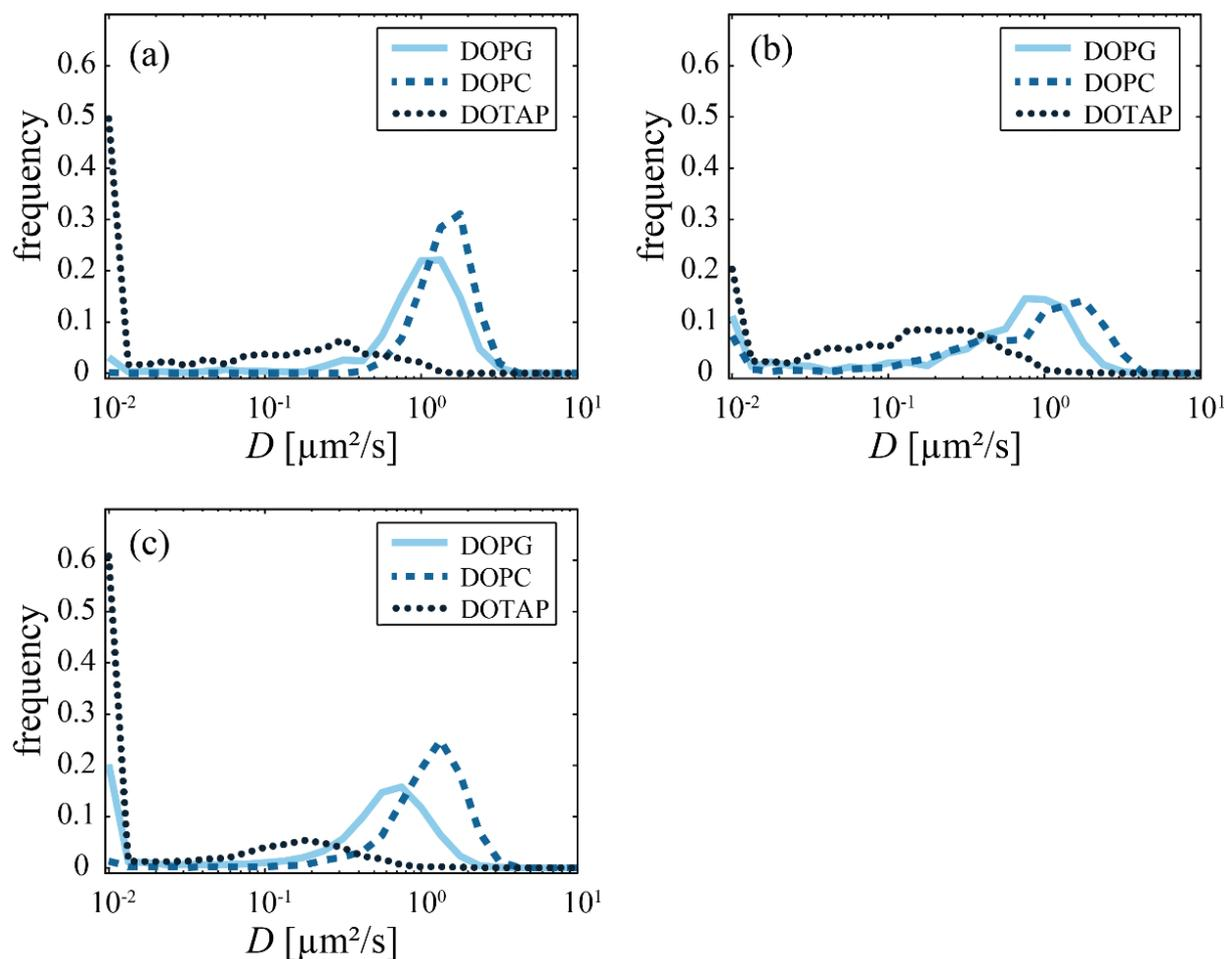 (a)
DOPG
DOPC
DOTAP
frequency
0.6
0.5
0.4
0.3
0.2
0.1
0
10⁻²
10⁻¹
10⁰
10¹
D [µm²/s]
(b)
DOPG
DOPC
DOTAP
frequency
0.6
0.5
0.4
0.3
0.2
0.1
0
10⁻²
10⁻¹
10⁰
10¹
D [µm²/s]
(c)
DOPG
DOPC
DOTAP
frequency
0.6
0.5
0.4
0.3
0.2
0.1
0
10⁻²
10⁻¹
10⁰
10¹
D [µm²/s]